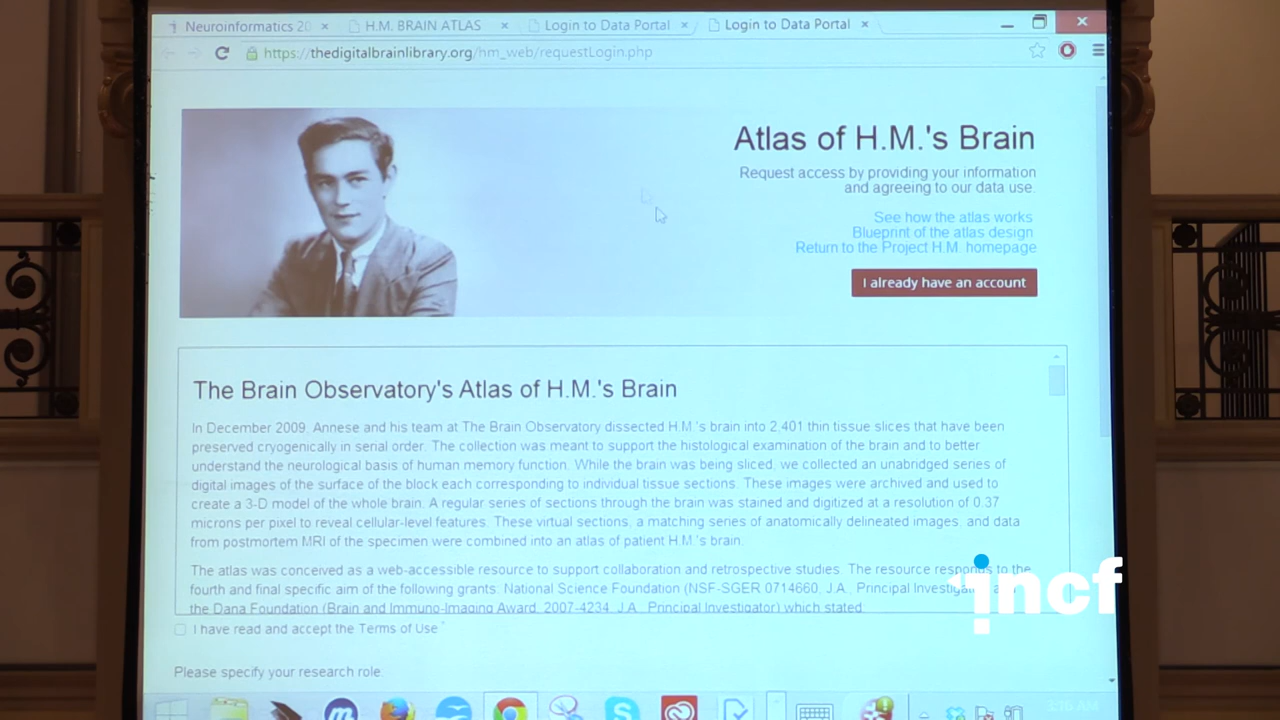 Neuroinformatics 20
H.M. BRAIN ATLAS
Login to Data Portal
Login to Data Portal
https://thedigitalbrainlibrary.org/hm_web/requestLogin.php
Atlas of H.M.'s Brain
Request access by providing your information
and agreeing to our data use.
See how the atlas works
Blueprint of the atlas design
Return to the Project H.M. homepage
I already have an account
The Brain Observatory's Atlas of H.M.'s Brain
In December 2009, Annese and his team at The Brain Observatory dissected H.M.'s brain into 2,401 thin tissue slices that have been
preserved cryogenically in serial order. The collection was meant to support the histological examination of the brain and to better
understand the neurological basis of human memory function. While the brain was being sliced, we collected an unabridged series of
digital images of the surface of the block each corresponding to individual tissue sections. These images were archived and used to
create a 3-D model of the whole brain. A regular series of sections through the brain was stained and digitized at a resolution of 0.37
microns per pixel to reveal cellular-level features. These virtual sections, a matching series of anatomically delineated images, and data
from postmortem MRI of the specimen were combined into an atlas of patient H.M.'s brain.
The atlas was conceived as a web-accessible resource to support collaboration and retrospective studies. The resource responds to the
fourth and final specific aim of the following grants: National Science Foundation (NSF-SGER 0714660, J.A., Principal Investigator) and
the Dana Foundation (Brain and Immuno-Imaging Award, 2007-4234, J.A., Principal Investigator) which stated:
I have read and accept the Terms of Use *
Please specify your research role
incf